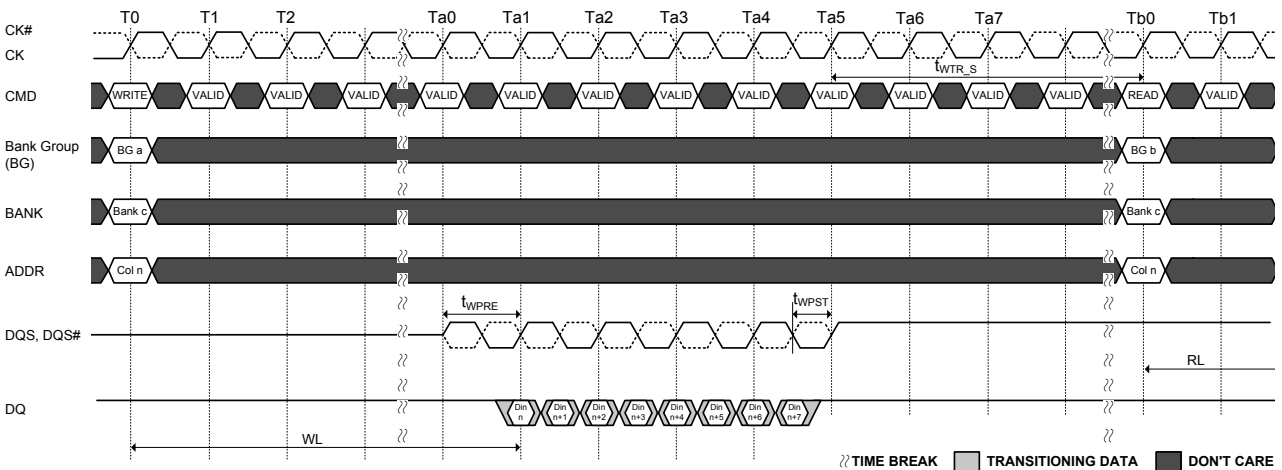 T0 T1 T2 Ta0 Ta1 Ta2 Ta3 Ta4 Ta5 Ta6 Ta7 Tb0 Tb1
CK#
CK
tWTR_S
CMD WRITE VALID VALID VALID VALID VALID VALID VALID VALID VALID VALID VALID VALID READ VALID
Bank Group
(BG)
BG a BG b
BANK Bank c Bank c
ADDR Col n Col n
tWPRE tWPST
DQS, DQS#
RL
DQ
Din n Din n+1 Din n+2 Din n+3 Din n+4 Din n+5 Din n+6 Din n+7
WL
TIME BREAK TRANSITIONING DATA DON'T CARE